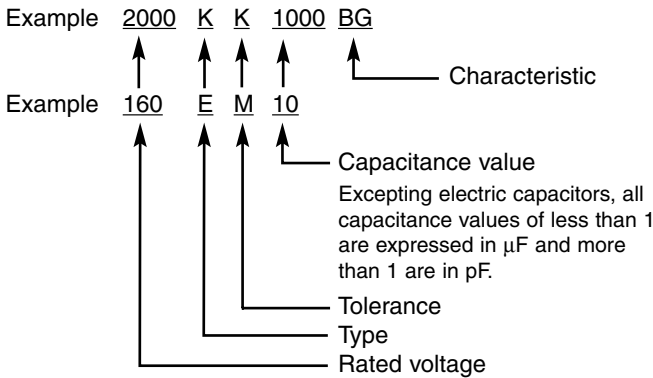 Example 2000 K K 1000 BG
Characteristic
Example 160 E M 10
Capacitance value
Excepting electric capacitors, all
capacitance values of less than 1
are expressed in µF and more
than 1 are in pF.
Tolerance
Type
Rated voltage